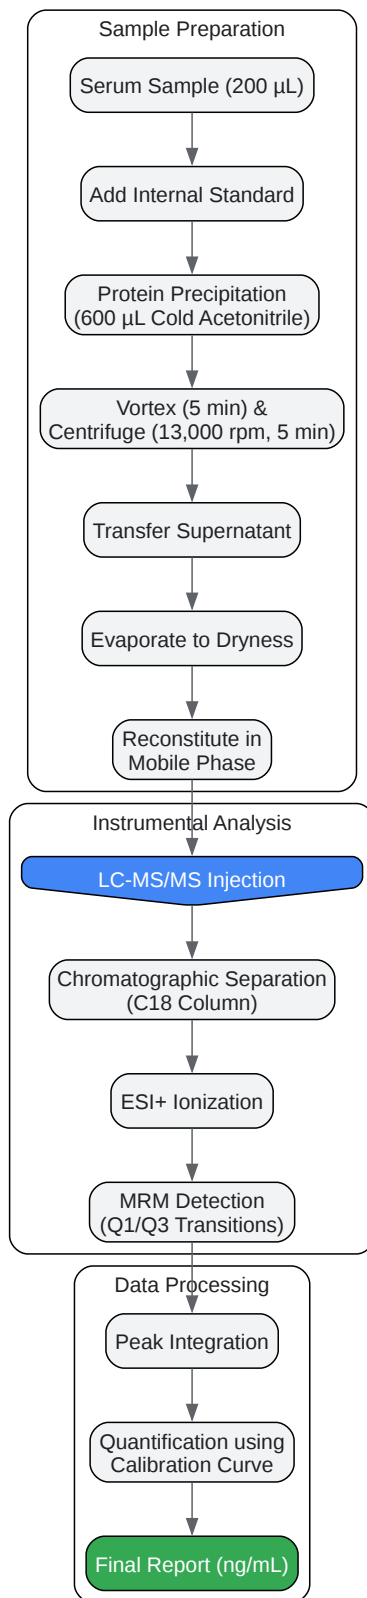 Sample Preparation
Serum Sample (200 µL)
Add Internal Standard
Protein Precipitation
(600 µL Cold Acetonitrile)
Vortex (5 min) &
Centrifuge (13,000 rpm, 5 min)
Transfer Supernatant
Evaporate to Dryness
Reconstitute in
Mobile Phase
Instrumental Analysis
LC-MS/MS Injection
Chromatographic Separation
(C18 Column)
ESI+ Ionization
MRM Detection
(Q1/Q3 Transitions)
Data Processing
Peak Integration
Quantification using
Calibration Curve
Final Report (ng/mL)